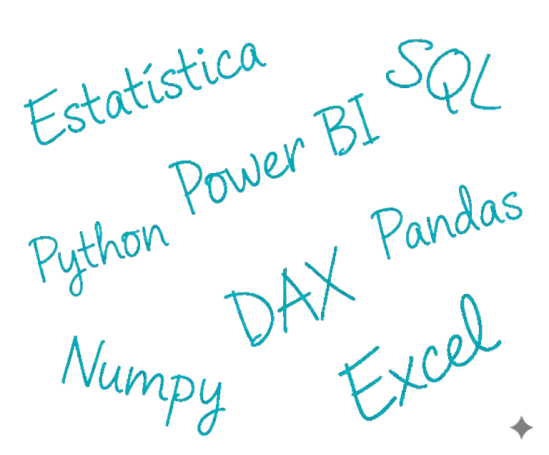 Estatística
SQL
Power BI
Python
Pandas
DAX
Numpy
Excel